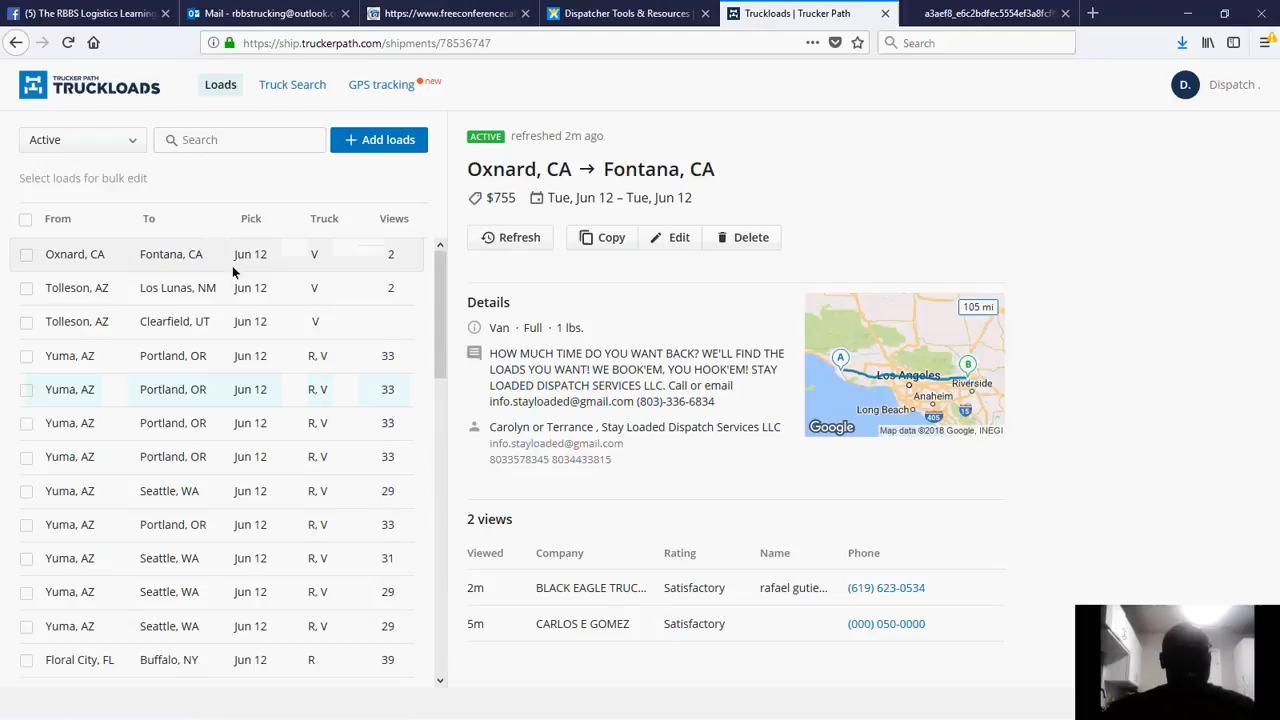 (5) The RBBS Logistics Learning
Mail - rbbstrucking@outlook.c
https://www.freeconferenceca
Dispatcher Tools & Resources |
Truckloads | Trucker Path
a3aef8_e6c2bdfec5554ef3a8fcf
https://ship.truckerpath.com/shipments/78536747
Search
TRUCKER PATH
TRUCKLOADS
Loads
Truck Search
GPS tracking new
D.
Dispatch .
Active
Search
+ Add loads
Select loads for bulk edit
From To Pick Truck Views
Oxnard, CA Fontana, CA Jun 12 V 2
Tolleson, AZ Los Lunas, NM Jun 12 V 2
Tolleson, AZ Clearfield, UT Jun 12 V
Yuma, AZ Portland, OR Jun 12 R, V 33
Yuma, AZ Portland, OR Jun 12 R, V 33
Yuma, AZ Portland, OR Jun 12 R, V 33
Yuma, AZ Portland, OR Jun 12 R, V 33
Yuma, AZ Seattle, WA Jun 12 R, V 29
Yuma, AZ Portland, OR Jun 12 R, V 33
Yuma, AZ Seattle, WA Jun 12 R, V 31
Yuma, AZ Seattle, WA Jun 12 R, V 29
Yuma, AZ Seattle, WA Jun 12 R, V 29
Floral City, FL Buffalo, NY Jun 12 R 39
ACTIVE refreshed 2m ago
Oxnard, CA → Fontana, CA
$755 Tue, Jun 12 – Tue, Jun 12
Refresh Copy Edit Delete
Details
Van · Full · 1 lbs.
HOW MUCH TIME DO YOU WANT BACK? WE'LL FIND THE
LOADS YOU WANT! WE BOOK'EM, YOU HOOK'EM! STAY
LOADED DISPATCH SERVICES LLC. Call or email
info.stayloaded@gmail.com (803)-336-6834
Carolyn or Terrance , Stay Loaded Dispatch Services LLC
info.stayloaded@gmail.com
8033578345 8034433815
105 mi
A
B
Los Angeles
Riverside
Anaheim
Long Beach
405
15
Google
Map data ©2018 Google, INEGI
2 views
Viewed Company Rating Name Phone
2m BLACK EAGLE TRUC... Satisfactory rafael gutie... (619) 623-0534
5m CARLOS E GOMEZ Satisfactory (000) 050-0000